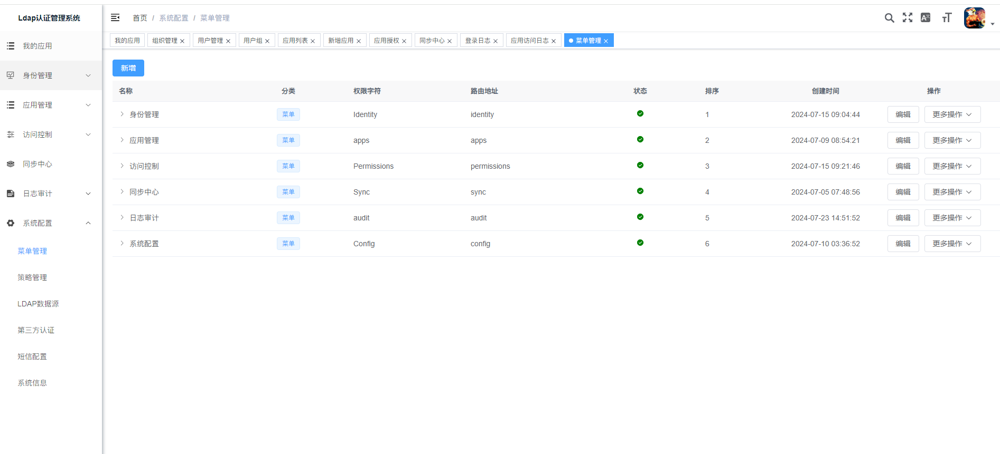 Ldap认证管理系统
首页 / 系统配置 / 菜单管理
我的应用 组织管理 用户管理 用户组 应用列表 新增应用 应用授权 同步中心 登录日志 应用访问日志 菜单管理
我的应用
身份管理
应用管理
访问控制
同步中心
日志审计
系统配置
菜单管理
策略管理
LDAP数据源
第三方认证
短信配置
系统信息
新增
名称 分类 权限字符 路由地址 状态 排序 创建时间 操作
身份管理 菜单 Identity identity 1 2024-07-15 09:04:44 编辑 更多操作
应用管理 菜单 apps apps 2 2024-07-09 08:54:21 编辑 更多操作
访问控制 菜单 Permissions permissions 3 2024-07-15 09:21:46 编辑 更多操作
同步中心 菜单 Sync sync 4 2024-07-05 07:48:56 编辑 更多操作
日志审计 菜单 audit audit 5 2024-07-23 14:51:52 编辑 更多操作
系统配置 菜单 Config config 6 2024-07-10 03:36:52 编辑 更多操作